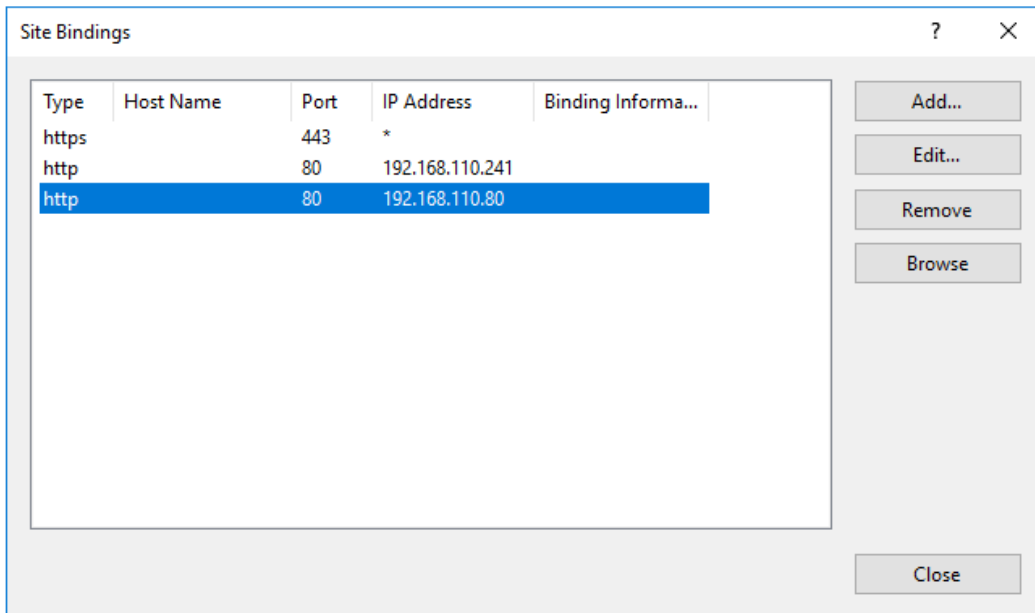 Site Bindings ?
Type Host Name Port IP Address Binding Informa...
https 443 *
http 80 192.168.110.241
http 80 192.168.110.80
Add...
Edit...
Remove
Browse
Close